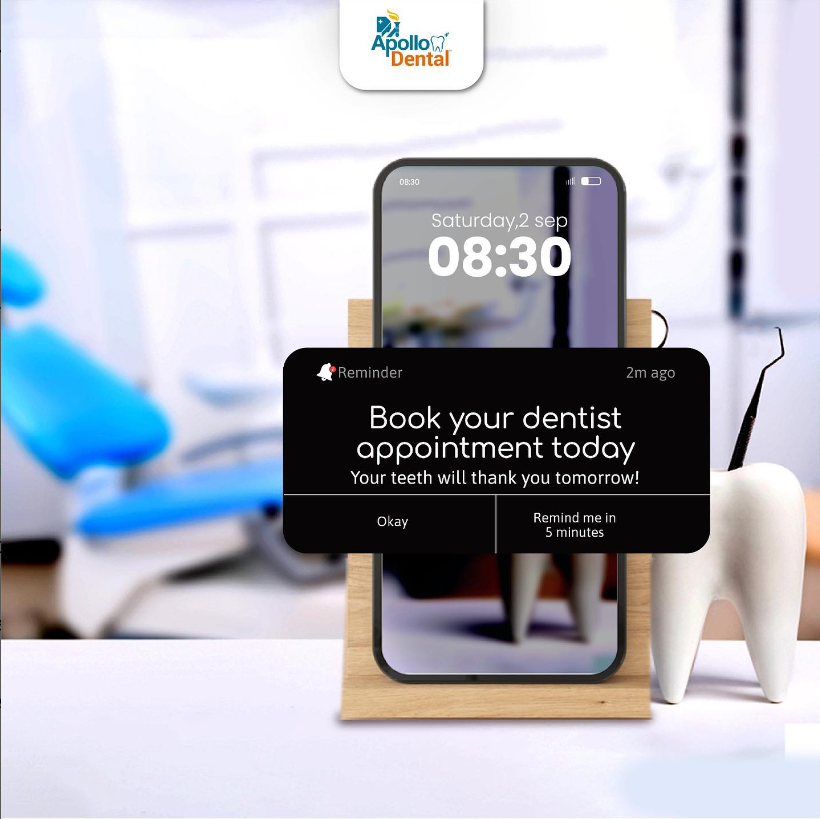 Apollo
Dental
08:30
Saturday,2 sep
08:30
Reminder
2m ago
Book your dentist
appointment today
Your teeth will thank you tomorrow!
Okay
Remind me in
5 minutes